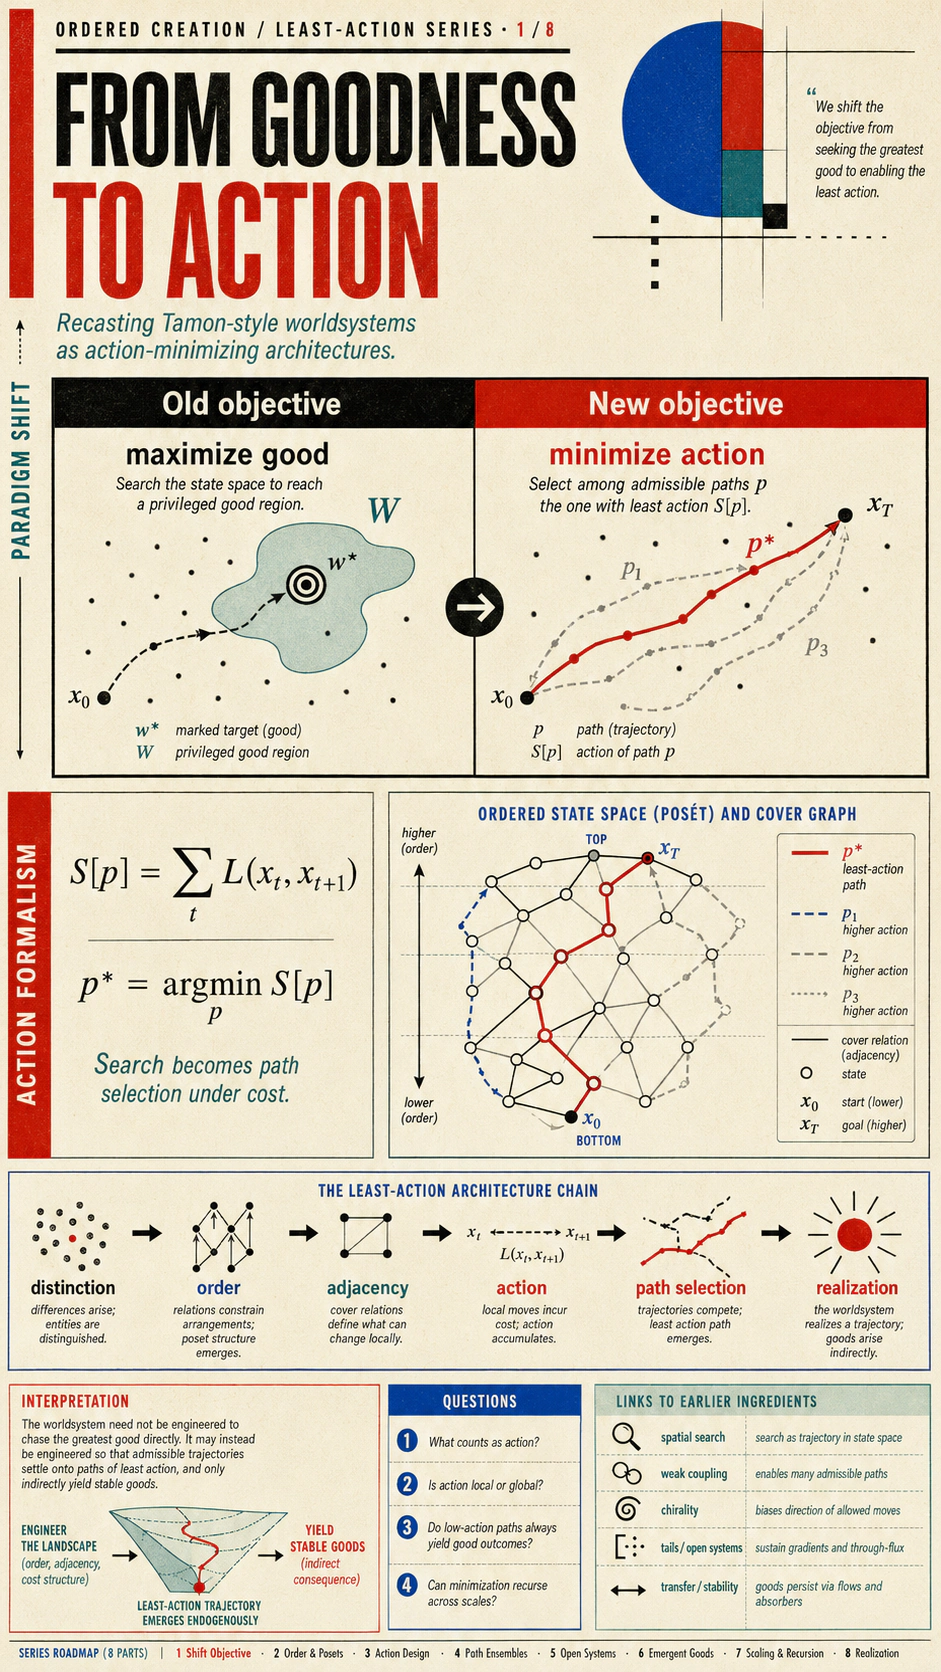 ORDERED CREATION / LEAST-ACTION SERIES · 1 / 8
FROM GOODNESS
TO ACTION
Recasting Tamon-style worldsystems
as action-minimizing architectures.
“
We shift the
objective from
seeking the greatest
good to enabling the
least action.
PARADIGM SHIFT
Old objective
maximize good
Search the state space to reach
a privileged good region.
W
w*
x0
w* marked target (good)
W privileged good region
New objective
minimize action
Select among admissible paths p
the one with least action S[p].
xT
p*
p1
p3
x0
p path (trajectory)
S[p] action of path p
ACTION FORMALISM
S[p] = ∑ L(xt, xt+1)
t
p* = argmin S[p]
p
Search becomes path
selection under cost.
ORDERED STATE SPACE (POSÉT) AND COVER GRAPH
higher
(order)
lower
(order)
TOP
xT
x0
BOTTOM
p*
least-action
path
p1
higher action
p2
higher action
p3
higher action
cover relation
(adjacency)
state
x0 start (lower)
xT goal (higher)
THE LEAST-ACTION ARCHITECTURE CHAIN
distinction
differences arise;
entities are
distinguished.
order
relations constrain
arrangements;
poset structure
emerges.
adjacency
cover relations
define what can
change locally.
xt xt+1
L(xt, xt+1)
action
local moves incur
cost; action
accumulates.
path selection
trajectories compete;
least action path
emerges.
realization
the worldsystem
realizes a trajectory;
goods arise
indirectly.
INTERPRETATION
The worldsystem need not be engineered to
chase the greatest good directly. It may instead
be engineered so that admissible trajectories
settle onto paths of least action, and only
indirectly yield stable goods.
ENGINEER
THE LANDSCAPE
(order, adjacency,
cost structure)
YIELD
STABLE GOODS
(indirect
consequence)
LEAST-ACTION TRAJECTORY
EMERGES ENDOGENOUSLY
QUESTIONS
1 What counts as action?
2 Is action local or global?
3 Do low-action paths always
yield good outcomes?
4 Can minimization recurse
across scales?
LINKS TO EARLIER INGREDIENTS
spatial search search as trajectory in state space
weak coupling enables many admissible paths
chirality biases direction of allowed moves
tails / open systems sustain gradients and through-flux
transfer / stability goods persist via flows and
absorbers
SERIES ROADMAP (8 PARTS) | 1 Shift Objective · 2 Order & Posets · 3 Action Design · 4 Path Ensembles · 5 Open Systems · 6 Emergent Goods · 7 Scaling & Recursion · 8 Realization